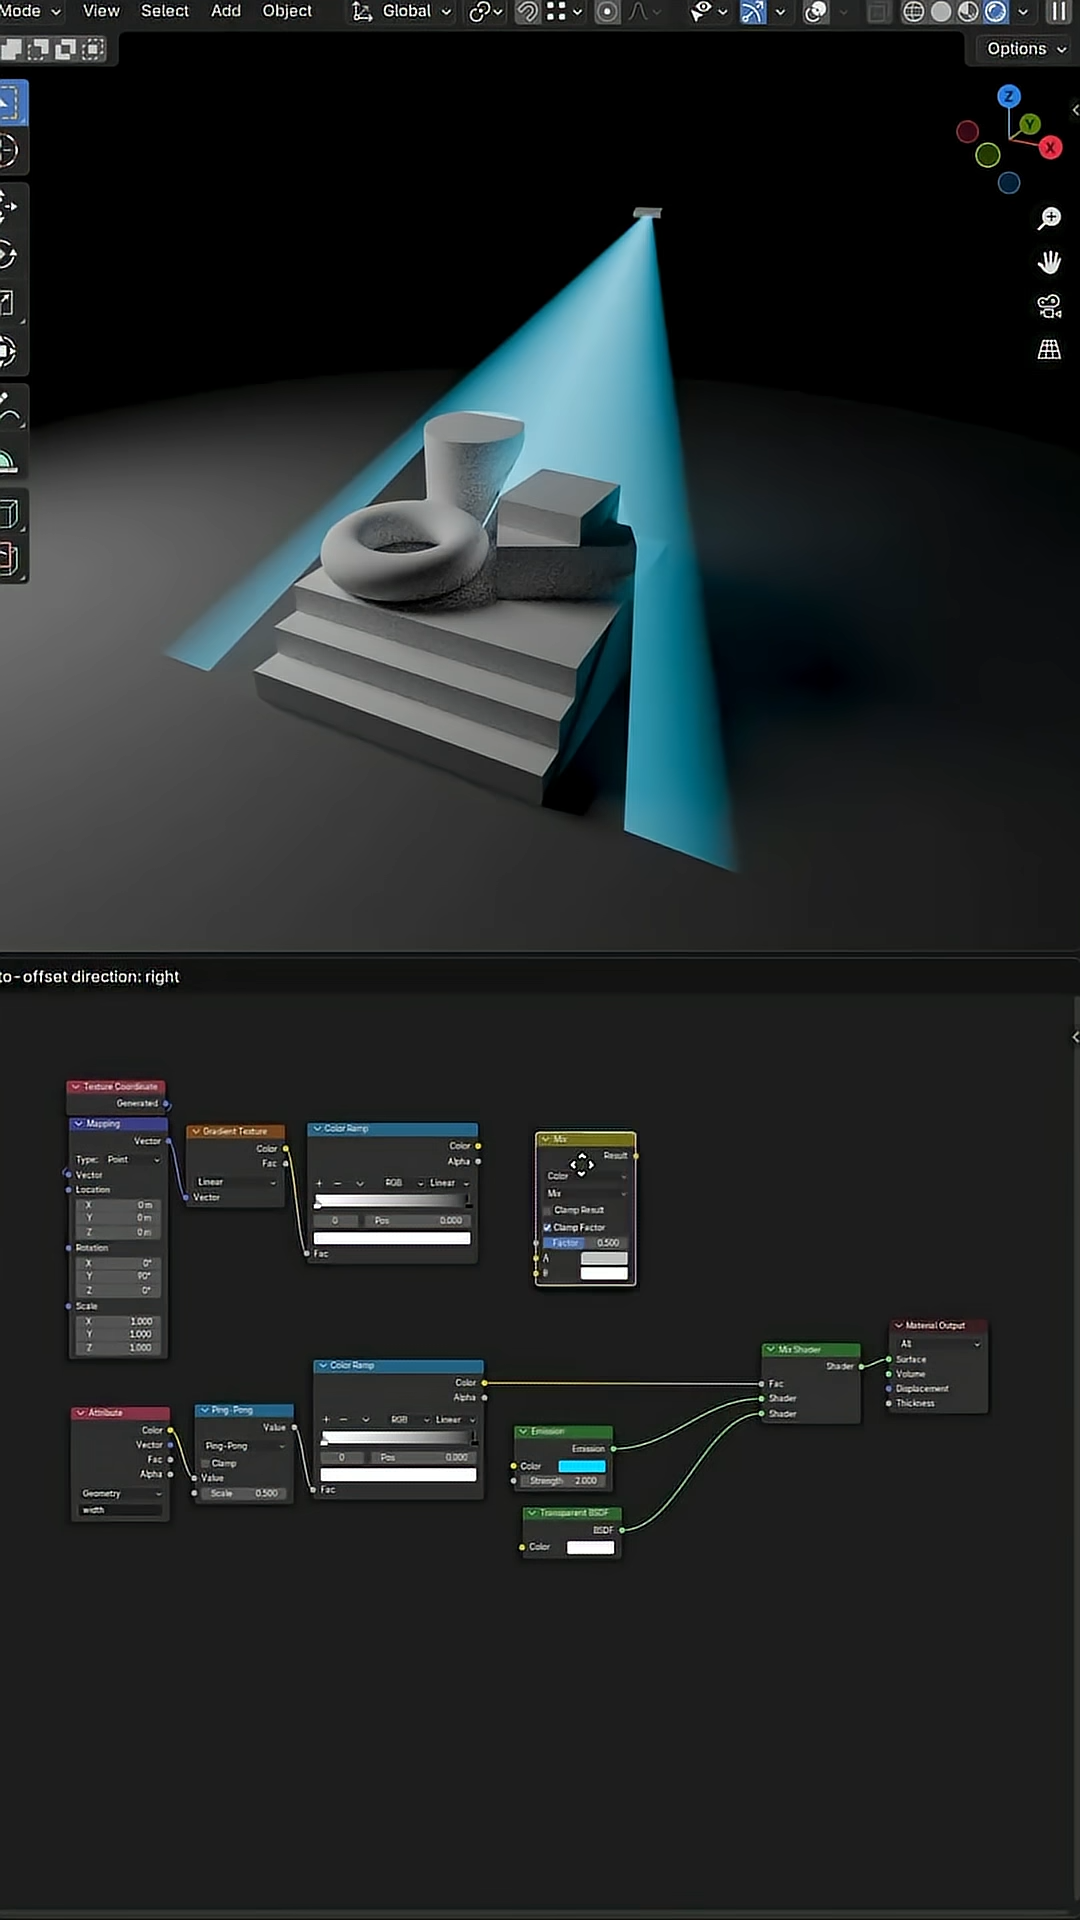 Mode View Select Add Object Global
Options
Z
Y
X
to-offset direction: right
Texture Coordinate
Generated
Mapping
Vector
Type: Point
Vector
Location
X 0 m
Y 0 m
Z 0 m
Rotation
X 0°
Y 90°
Z 0°
Scale
X 1.000
Y 1.000
Z 1.000
Gradient Texture
Color
Fac
Linear
Vector
Color Ramp
Color
Alpha
+ − RGB Linear
0 Pos 0.000
Fac
Mix
Result
Color
Mix
Clamp Result
Clamp Factor
Factor 0.500
A
B
Attribute
Color
Vector
Fac
Alpha
Geometry
width
Ping-Pong
Value
Ping-Pong
Clamp
Value
Scale 0.500
Color Ramp
Color
Alpha
+ − RGB Linear
0 Pos 0.000
Fac
Emission
Emission
Color
Strength 2.000
Transparent BSDF
BSDF
Color
Mix Shader
Shader
Fac
Shader
Shader
Material Output
All
Surface
Volume
Displacement
Thickness